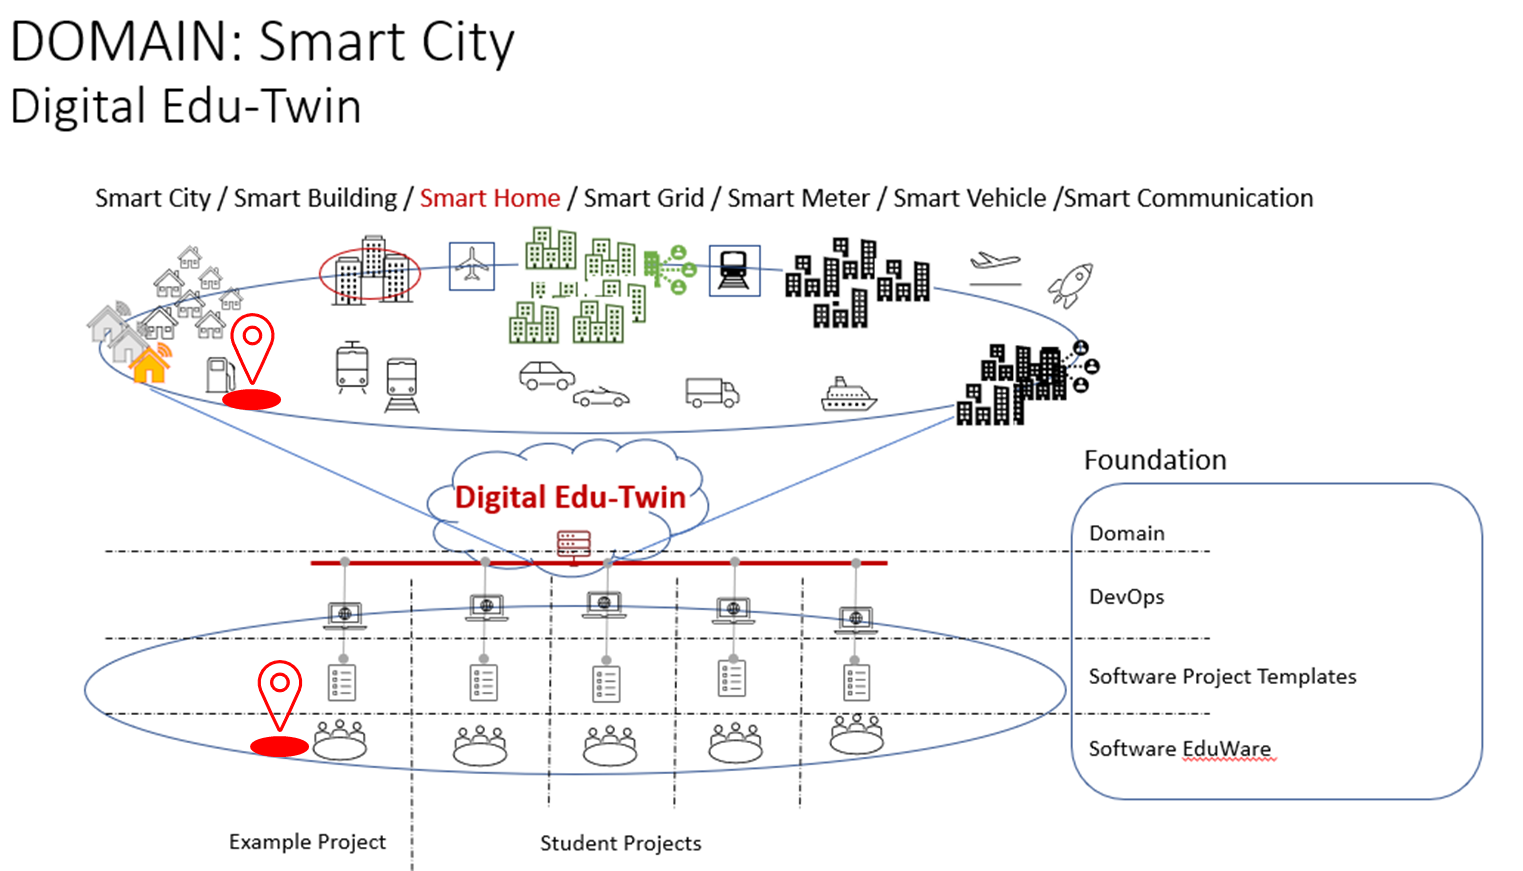 DOMAIN: Smart City
Digital Edu-Twin
Smart City / Smart Building / Smart Home / Smart Grid / Smart Meter / Smart Vehicle /Smart Communication
Digital Edu-Twin
Foundation
Domain
DevOps
Software Project Templates
Software EduWare
Example Project
Student Projects